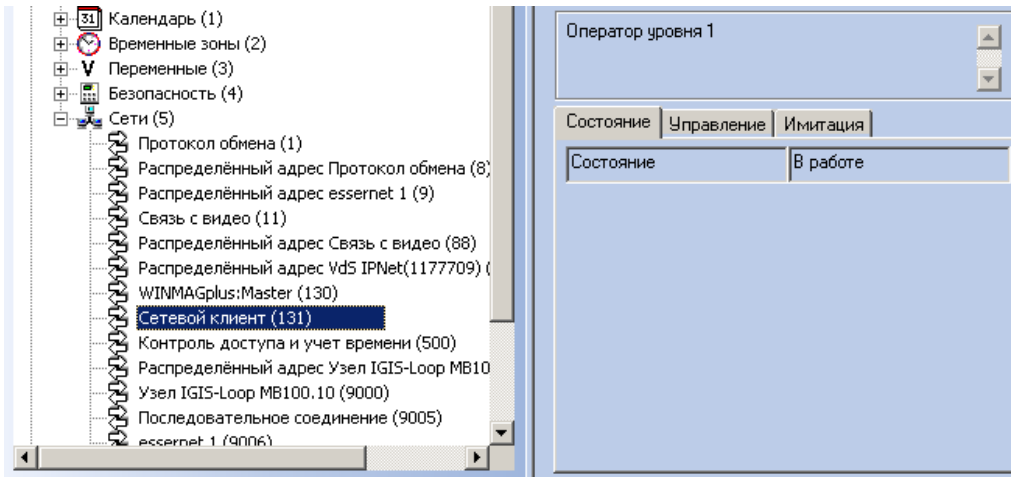 Календарь (1)
Временные зоны (2)
Переменные (3)
Безопасность (4)
Сети (5)
Протокол обмена (1)
Распределённый адрес Протокол обмена (8)
Распределённый адрес essernet 1 (9)
Связь с видео (11)
Распределённый адрес Связь с видео (88)
Распределённый адрес VdS IPNet(1177709) (
WINMAGplus:Master (130)
Сетевой клиент (131)
Контроль доступа и учет времени (500)
Распределённый адрес Узел IGIS-Loop MB10
Узел IGIS-Loop MB100.10 (9000)
Последовательное соединение (9005)
essernet 1 (9006)
Оператор уровня 1
Состояние Управление Имитация
Состояние В работе